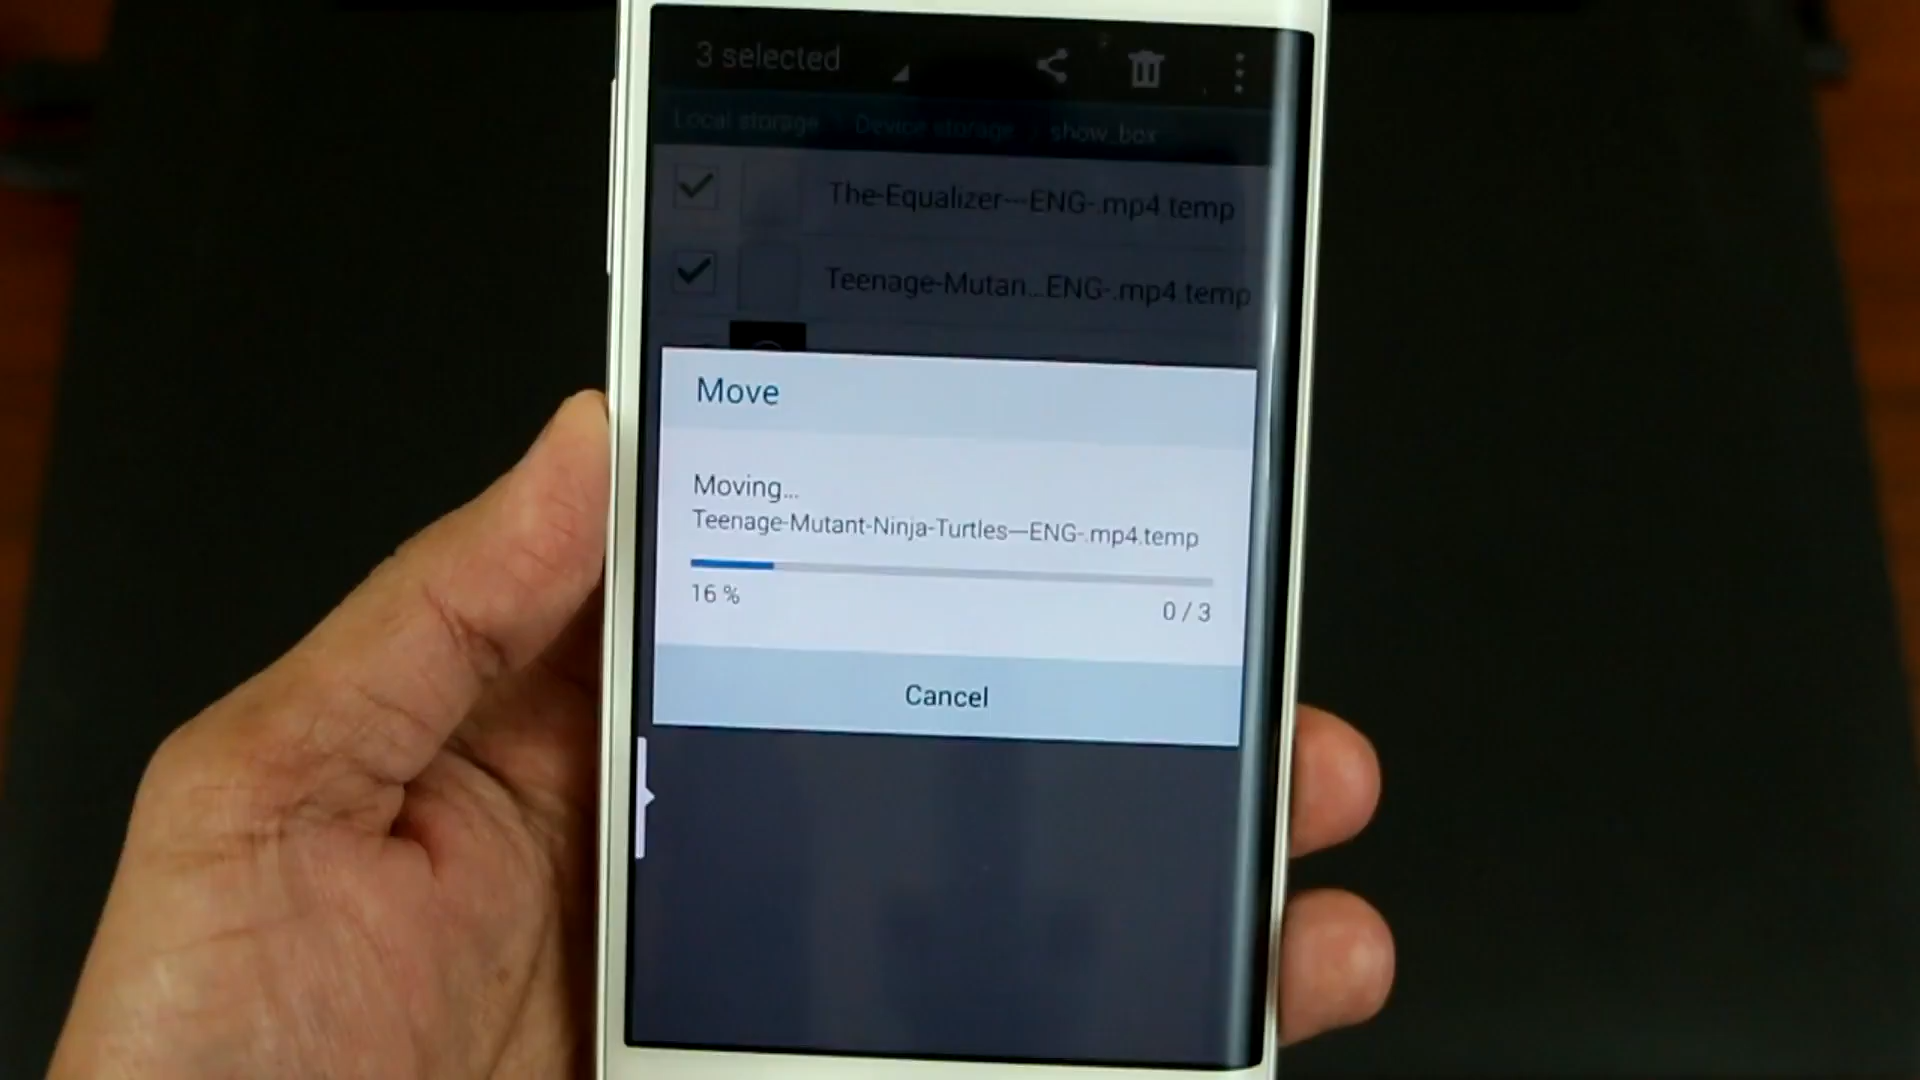 3 selected
Local storage Device storage show_box
The-Equalizer---ENG-.mp4.temp
Teenage-Mutan...ENG-.mp4.temp
Move
Moving...
Teenage-Mutant-Ninja-Turtles---ENG-.mp4.temp
16 %
0 / 3
Cancel